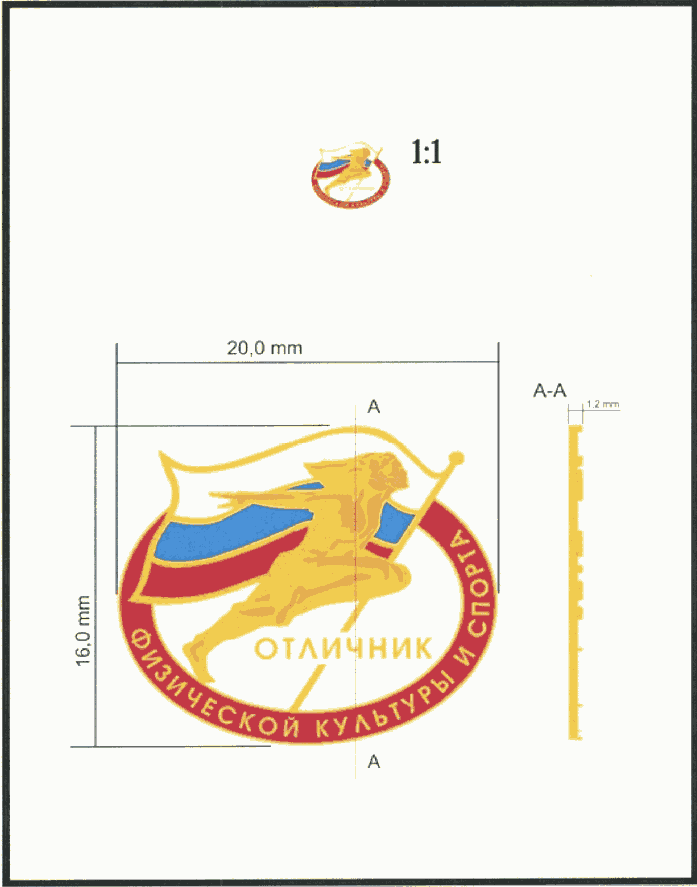 1:1
20,0 mm
A
A-A
1,2 mm
16,0 mm
ОТЛИЧНИК
ФИЗИЧЕСКОЙ КУЛЬТУРЫ И СПОРТА
A